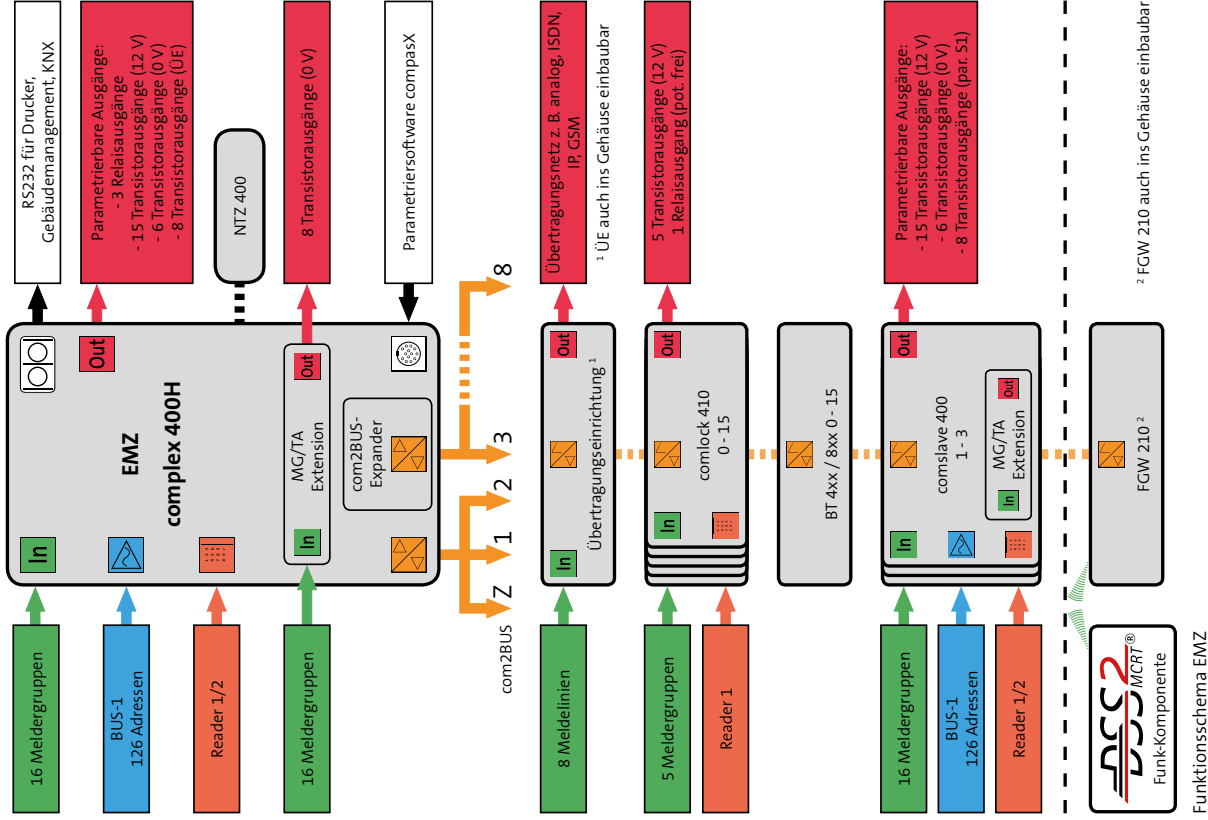 RS232 für Drucker,
Gebäudemanagement, KNX
Parametrierbare Ausgänge:
- 3 Relaisausgänge
- 15 Transistorausgänge (12 V)
- 6 Transistorausgänge (0 V)
- 8 Transistorausgänge (ÜE)
NTZ 400
8 Transistorausgänge (0 V)
Parametriersoftware compasX
EMZ
complex 400H
In
Out
MG/TA
Extension
In
Out
com2BUS-
Expander
16 Meldergruppen
BUS-1
126 Adressen
Reader 1/2
16 Meldergruppen
com2BUS
Z
1
2
3
8
8 Meldelinien
In
Übertragungseinrichtung ¹
Out
Übertragungsnetz z. B. analog, ISDN,
IP, GSM
¹ ÜE auch ins Gehäuse einbaubar
5 Meldergruppen
Reader 1
In
comlock 410
0 - 15
Out
5 Transistorausgänge (12 V)
1 Relaisausgang (pot. frei)
BT 4xx / 8xx 0 - 15
16 Meldergruppen
BUS-1
126 Adressen
Reader 1/2
In
comslave 400
1 - 3
Out
MG/TA
Extension
In
Out
Parametrierbare Ausgänge:
- 15 Transistorausgänge (12 V)
- 6 Transistorausgänge (0 V)
- 8 Transistorausgänge (par. S1)
DSS2
MCRT®
Funk-Komponente
FGW 210 ²
² FGW 210 auch ins Gehäuse einbaubar
Funktionsschema EMZ